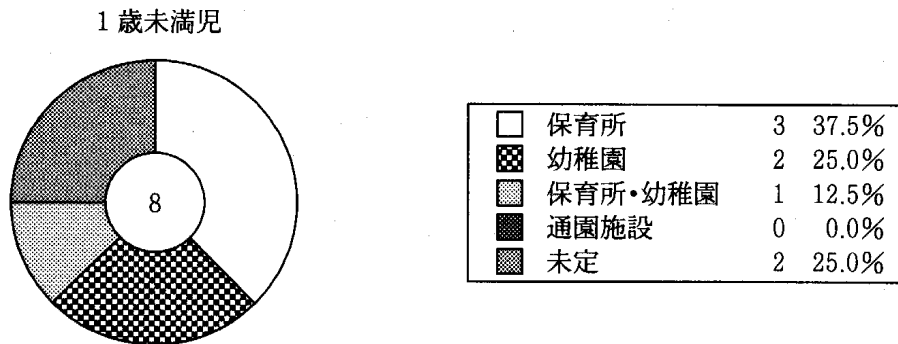 1歳未満児
8
保育所 3 37.5%
幼稚園 2 25.0%
保育所・幼稚園 1 12.5%
通園施設 0 0.0%
未定 2 25.0%